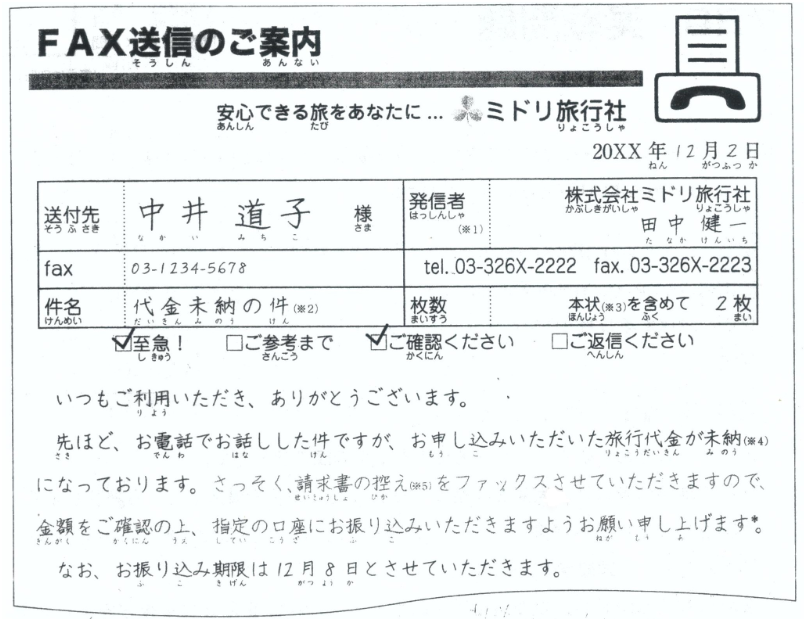 FAX送信のご案内
そうしん あんない
安心できる旅をあなたに… ミドリ旅行社
あんしん たび りょこうしゃ
20XX年12月2日
ねん がつふつ か
送付先 中井 道子 様 発信者(※1) 株式会社ミドリ旅行社
そう ふ さき な か い み ち こ さま はっしんしゃ かぶしきがいしゃ りょこうしゃ
田中 健一
た なか けん いち
fax 03-1234-5678 tel. 03-326X-2222 fax. 03-326X-2223
件名 代金未納の件(※2) 枚数 本状(※3)を含めて 2枚
けんめい だいきん み のう けん まいすう ほんじょう ふく まい
☑至急! □ご参考まで ☑ご確認ください □ご返信ください
し きゅう さんこう かくにん へんしん
いつもご利用いただき、ありがとうございます。
り よう
先ほど、お電話でお話しした件ですが、お申し込みいただいた旅行代金が未納(※4)
さき でん わ はな けん もう こ りょこうだいきん み のう
になっております。さっそく、請求書の控え(※5)をファックスさせていただきますので、
せいきゅうしょ ひか
金額をご確認の上、指定の口座にお振り込みいただきますようお願い申し上げます*。
きんがく かくにん うえ し てい こう ざ ふ こ ねが もう あ
なお、お振り込み期限は12月8日とさせていただきます。
ふ こ き げん がつ よう か